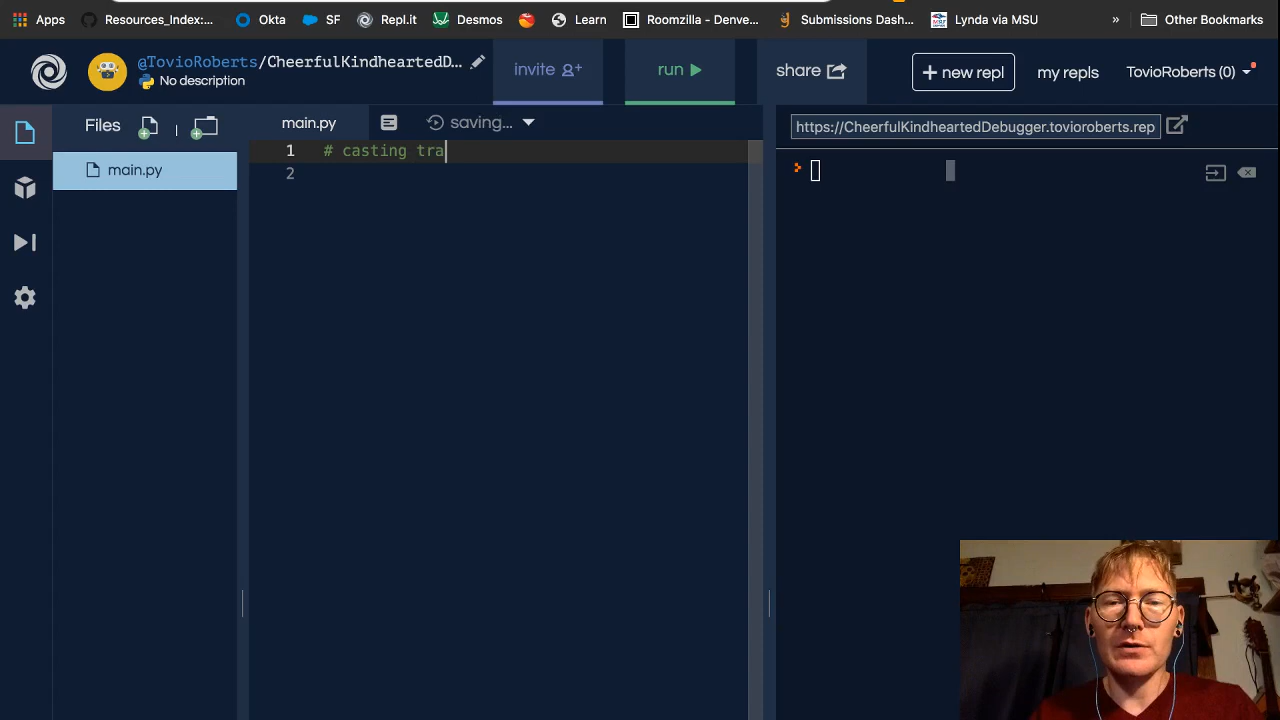 Apps Resources_Index:... Okta SF Repl.it Desmos Learn Roomzilla - Denve... Submissions Dash... Lynda via MSU » Other Bookmarks
@TovioRoberts/CheerfulKindheartedD...
No description
invite
run
share
+ new repl
my repls
TovioRoberts (0)
Files
main.py
saving...
https://CheerfulKindheartedDebugger.tovioroberts.rep
main.py
1 # casting tra
2